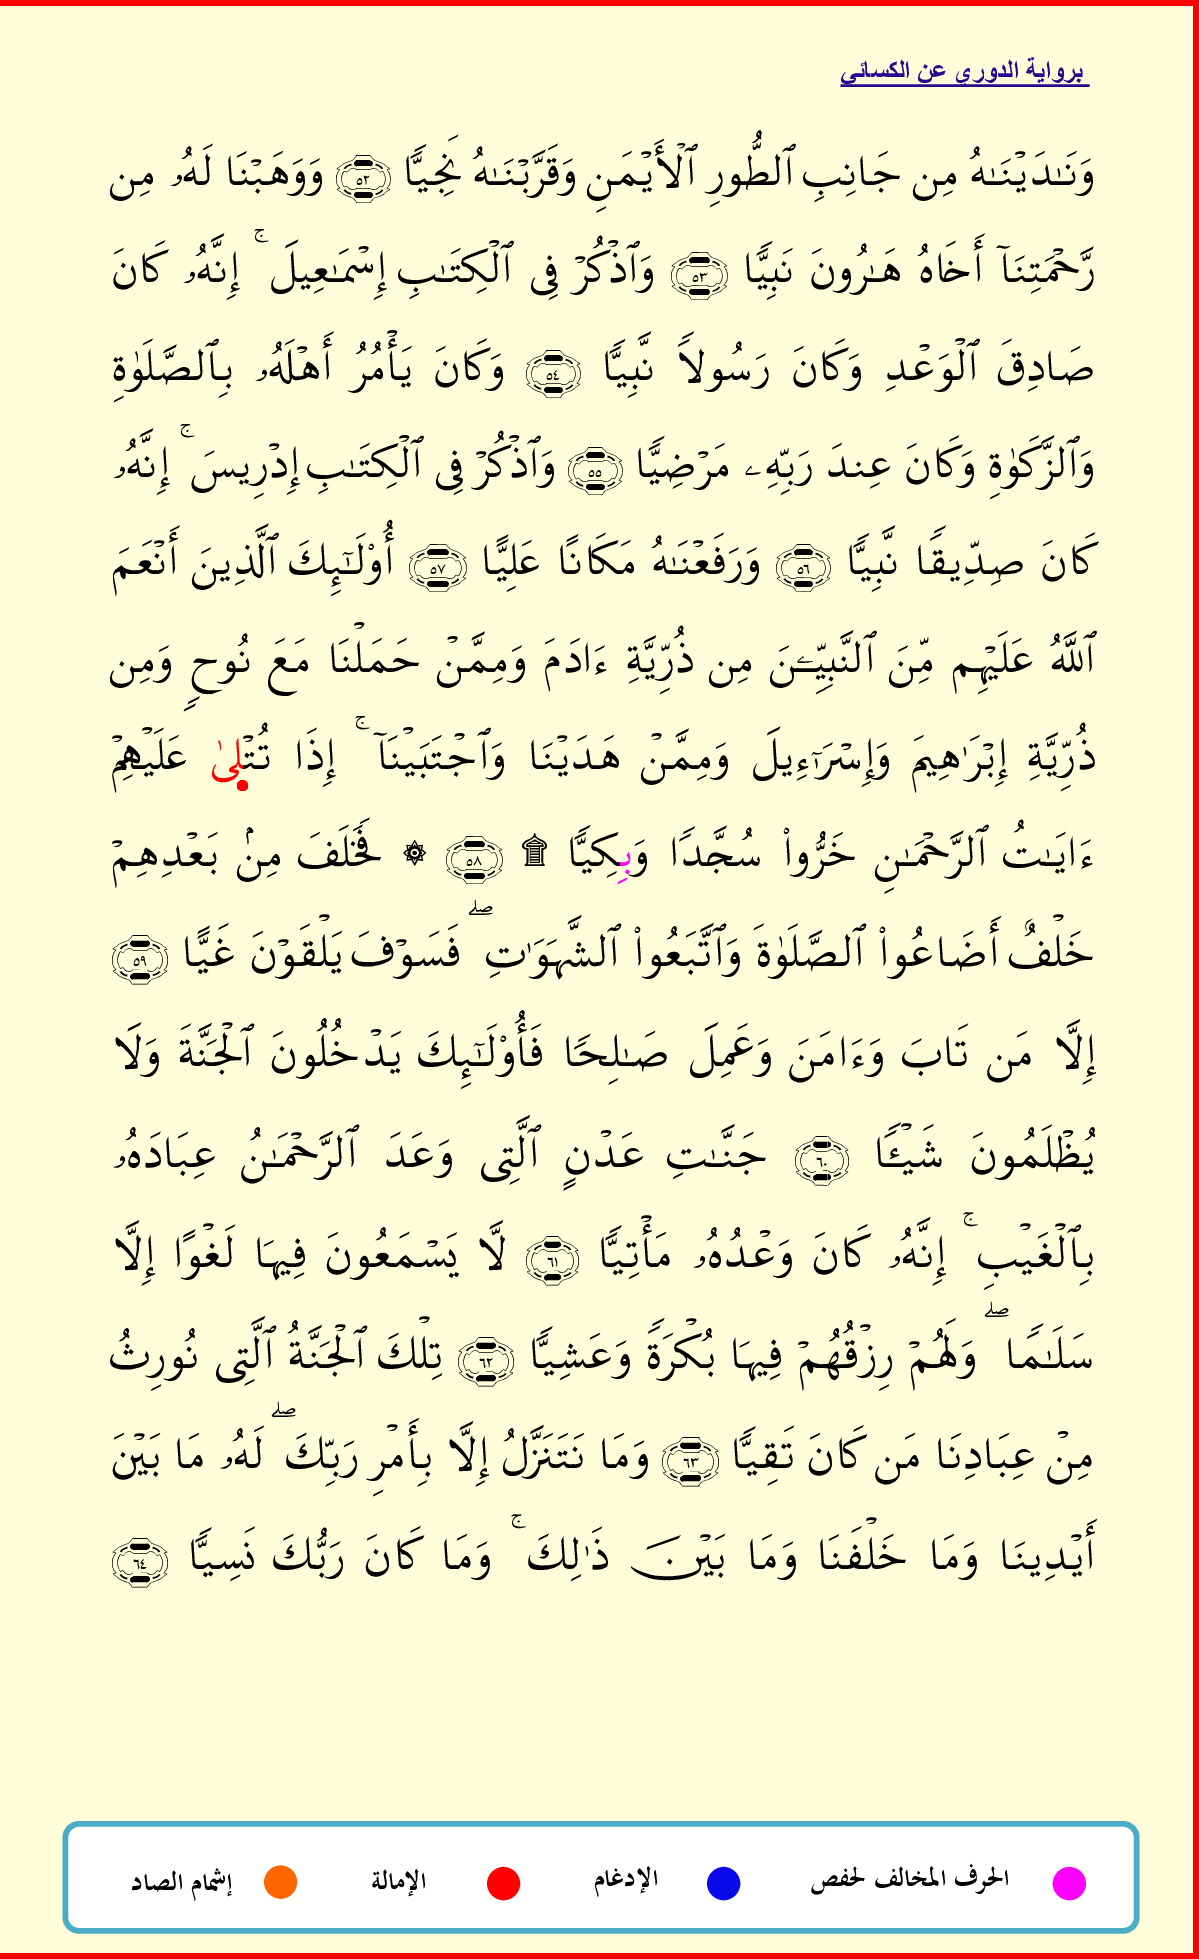 برواية الدوري عن الكسائي
وَنَـٰدَيْنَـٰهُ مِن جَانِبِ ٱلطُّورِ ٱلْأَيْمَنِ وَقَرَّبْنَـٰهُ نَجِيًّا ٥٢ وَوَهَبْنَا لَهُۥ مِن
رَّحْمَتِنَآ أَخَاهُ هَـٰرُونَ نَبِيًّا ٥٣ وَٱذْكُرْ فِى ٱلْكِتَـٰبِ إِسْمَـٰعِيلَ ۚ إِنَّهُۥ كَانَ
صَادِقَ ٱلْوَعْدِ وَكَانَ رَسُولاً نَّبِيًّا ٥٤ وَكَانَ يَأْمُرُ أَهْلَهُۥ بِٱلصَّلَوٰةِ
وَٱلزَّكَوٰةِ وَكَانَ عِندَ رَبِّهِۦ مَرْضِيًّا ٥٥ وَٱذْكُرْ فِى ٱلْكِتَـٰبِ إِدْرِيسَ ۚ إِنَّهُۥ
كَانَ صِدِّيقًا نَّبِيًّا ٥٦ وَرَفَعْنَـٰهُ مَكَانًا عَلِيًّا ٥٧ أُوْلَـٰٓئِكَ ٱلَّذِينَ أَنْعَمَ
ٱللَّهُ عَلَيْهِم مِّنَ ٱلنَّبِيِّـۧنَ مِن ذُرِّيَّةِ ءَادَمَ وَمِمَّنْ حَمَلْنَا مَعَ نُوحٍ وَمِن
ذُرِّيَّةِ إِبْرَٰهِيمَ وَإِسْرَٰٓءِيلَ وَمِمَّنْ هَدَيْنَا وَٱجْتَبَيْنَآ ۚ إِذَا تُتْلِىٰ عَلَيْهِمْ
ءَايَـٰتُ ٱلرَّحْمَـٰنِ خَرُّوا۟ سُجَّدًا وَبِكِيًّا ۩ ٥٨ ۞ فَخَلَفَ مِنۢ بَعْدِهِمْ
خَلْفٌ أَضَاعُوا۟ ٱلصَّلَوٰةَ وَٱتَّبَعُوا۟ ٱلشَّهَوَٰتِ ۖ فَسَوْفَ يَلْقَوْنَ غَيًّا ٥٩
إِلَّا مَن تَابَ وَءَامَنَ وَعَمِلَ صَـٰلِحًا فَأُوْلَـٰٓئِكَ يَدْخُلُونَ ٱلْجَنَّةَ وَلَا
يُظْلَمُونَ شَيْـًٔا ٦٠ جَنَّـٰتِ عَدْنٍ ٱلَّتِى وَعَدَ ٱلرَّحْمَـٰنُ عِبَادَهُۥ
بِٱلْغَيْبِ ۚ إِنَّهُۥ كَانَ وَعْدُهُۥ مَأْتِيًّا ٦١ لَّا يَسْمَعُونَ فِيهَا لَغْوًا إِلَّا
سَلَـٰمًا ۖ وَلَهُمْ رِزْقُهُمْ فِيهَا بُكْرَةً وَعَشِيًّا ٦٢ تِلْكَ ٱلْجَنَّةُ ٱلَّتِى نُورِثُ
مِنْ عِبَادِنَا مَن كَانَ تَقِيًّا ٦٣ وَمَا نَتَنَزَّلُ إِلَّا بِأَمْرِ رَبِّكَ ۖ لَهُۥ مَا بَيْنَ
أَيْدِينَا وَمَا خَلْفَنَا وَمَا بَيْنَ ذَٰلِكَ ۚ وَمَا كَانَ رَبُّكَ نَسِيًّا ٦٤
الحرف المخالف لحفص الإدغام الإمالة إشمام الصاد